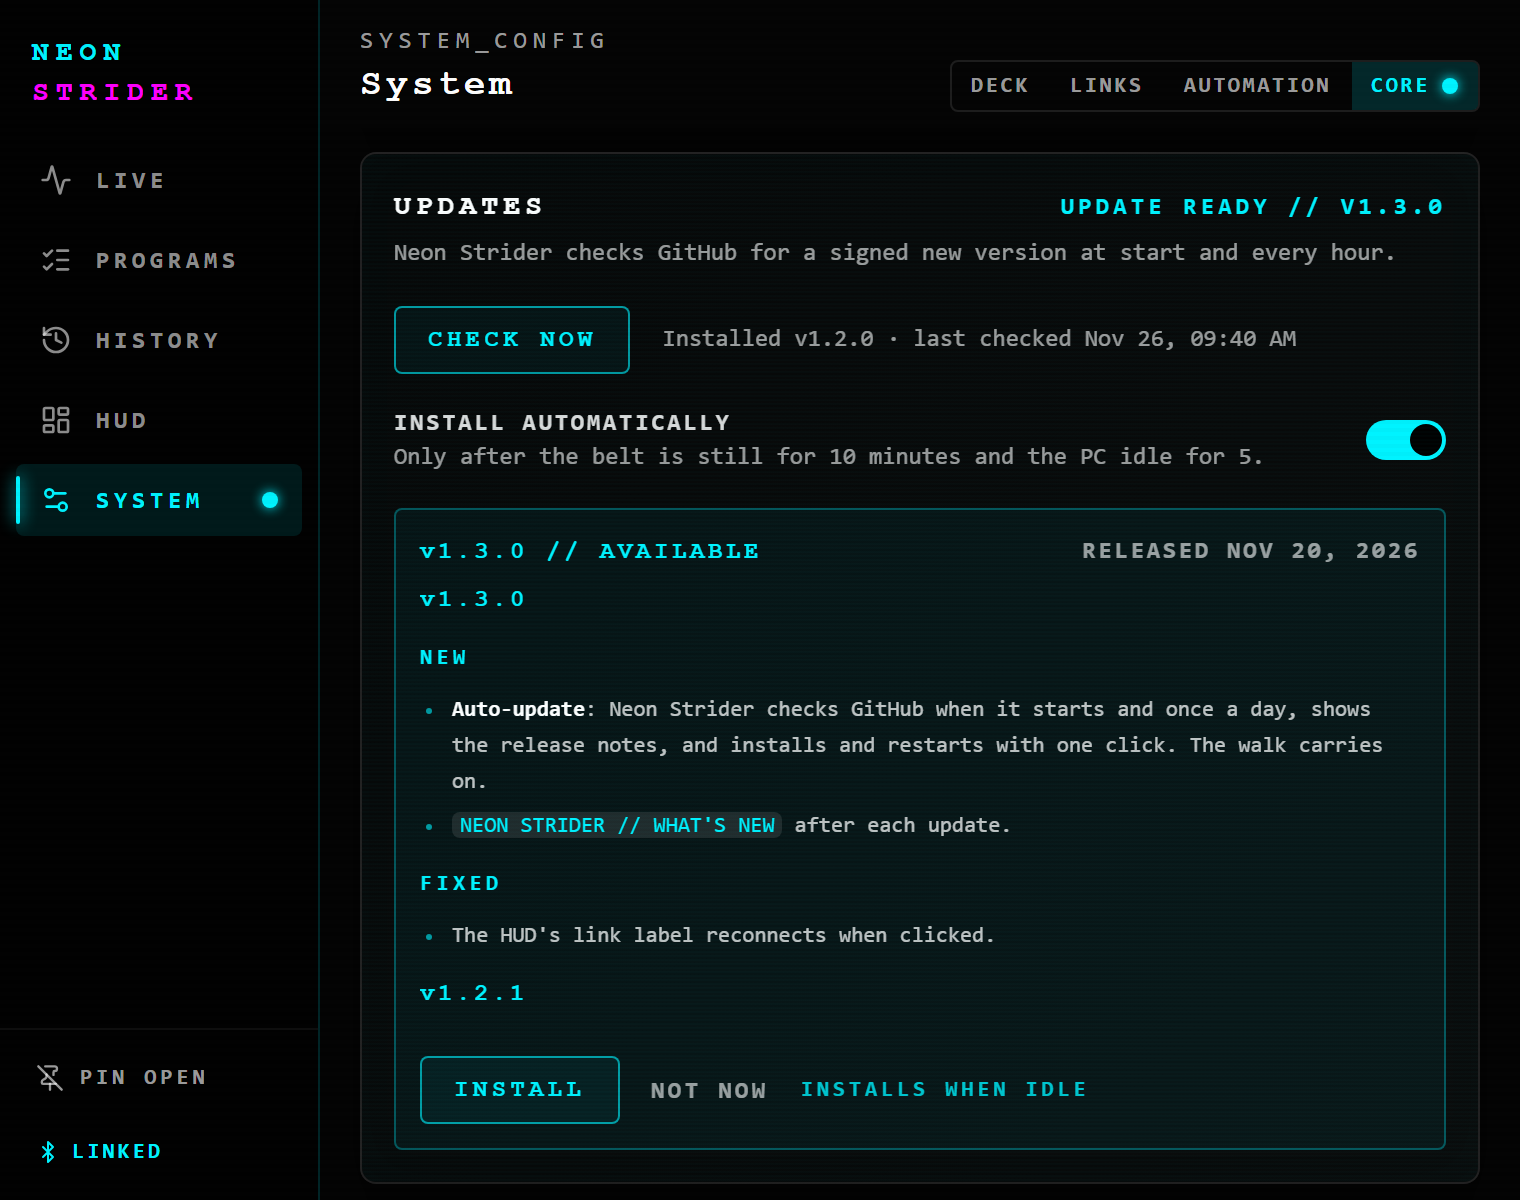 NEON
STRIDER
LIVE
PROGRAMS
HISTORY
HUD
SYSTEM
PIN OPEN
LINKED
SYSTEM_CONFIG
System
DECK LINKS AUTOMATION CORE
UPDATES
UPDATE READY // V1.3.0
Neon Strider checks GitHub for a signed new version at start and every hour.
CHECK NOW
Installed v1.2.0 · last checked Nov 26, 09:40 AM
INSTALL AUTOMATICALLY
Only after the belt is still for 10 minutes and the PC idle for 5.
v1.3.0 // AVAILABLE
RELEASED NOV 20, 2026
v1.3.0
NEW
• Auto-update: Neon Strider checks GitHub when it starts and once a day, shows
the release notes, and installs and restarts with one click. The walk carries
on.
• NEON STRIDER // WHAT'S NEW after each update.
FIXED
• The HUD's link label reconnects when clicked.
v1.2.1
INSTALL
NOT NOW
INSTALLS WHEN IDLE